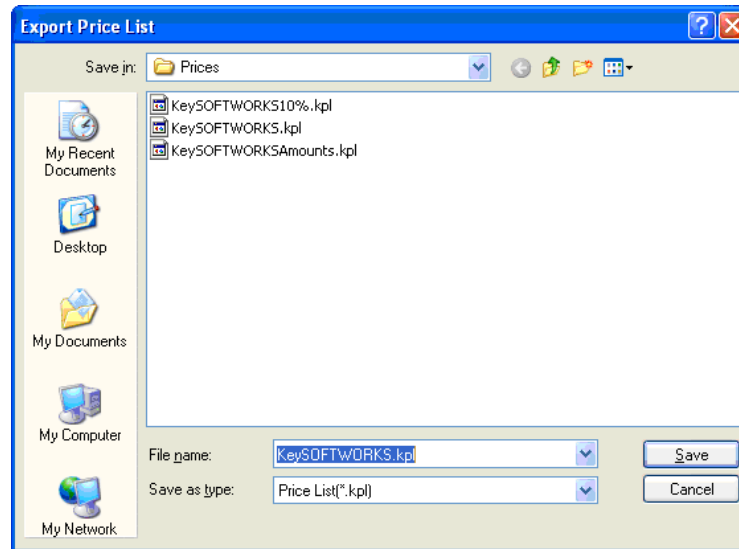 Export Price List
Save in:
Prices
KeySOFTWORKS10%.kpl
KeySOFTWORKS.kpl
KeySOFTWORKSAmounts.kpl
My Recent
Documents
Desktop
My Documents
My Computer
My Network
File name:
KeySOFTWORKS.kpl
Save
Save as type:
Price List(*.kpl)
Cancel